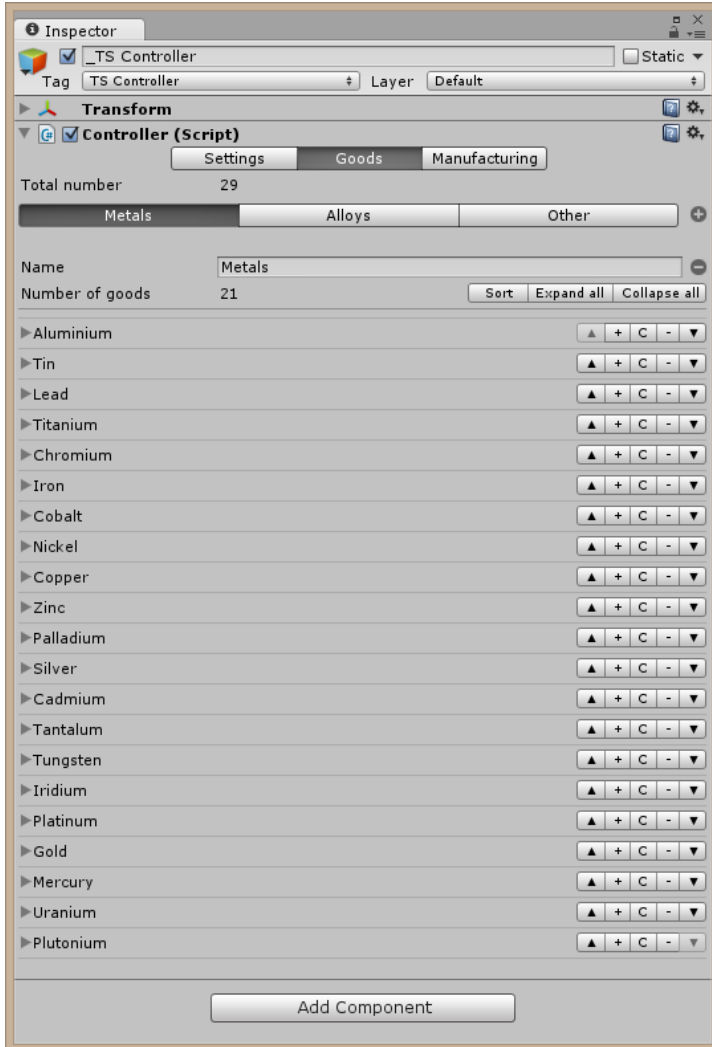 Inspector
_TS Controller Static
Tag TS Controller Layer Default
Transform
Controller (Script)
Settings Goods Manufacturing
Total number 29
Metals Alloys Other
Name Metals
Number of goods 21 Sort Expand all Collapse all
Aluminium + C -
Tin + C -
Lead + C -
Titanium + C -
Chromium + C -
Iron + C -
Cobalt + C -
Nickel + C -
Copper + C -
Zinc + C -
Palladium + C -
Silver + C -
Cadmium + C -
Tantalum + C -
Tungsten + C -
Iridium + C -
Platinum + C -
Gold + C -
Mercury + C -
Uranium + C -
Plutonium + C -
Add Component